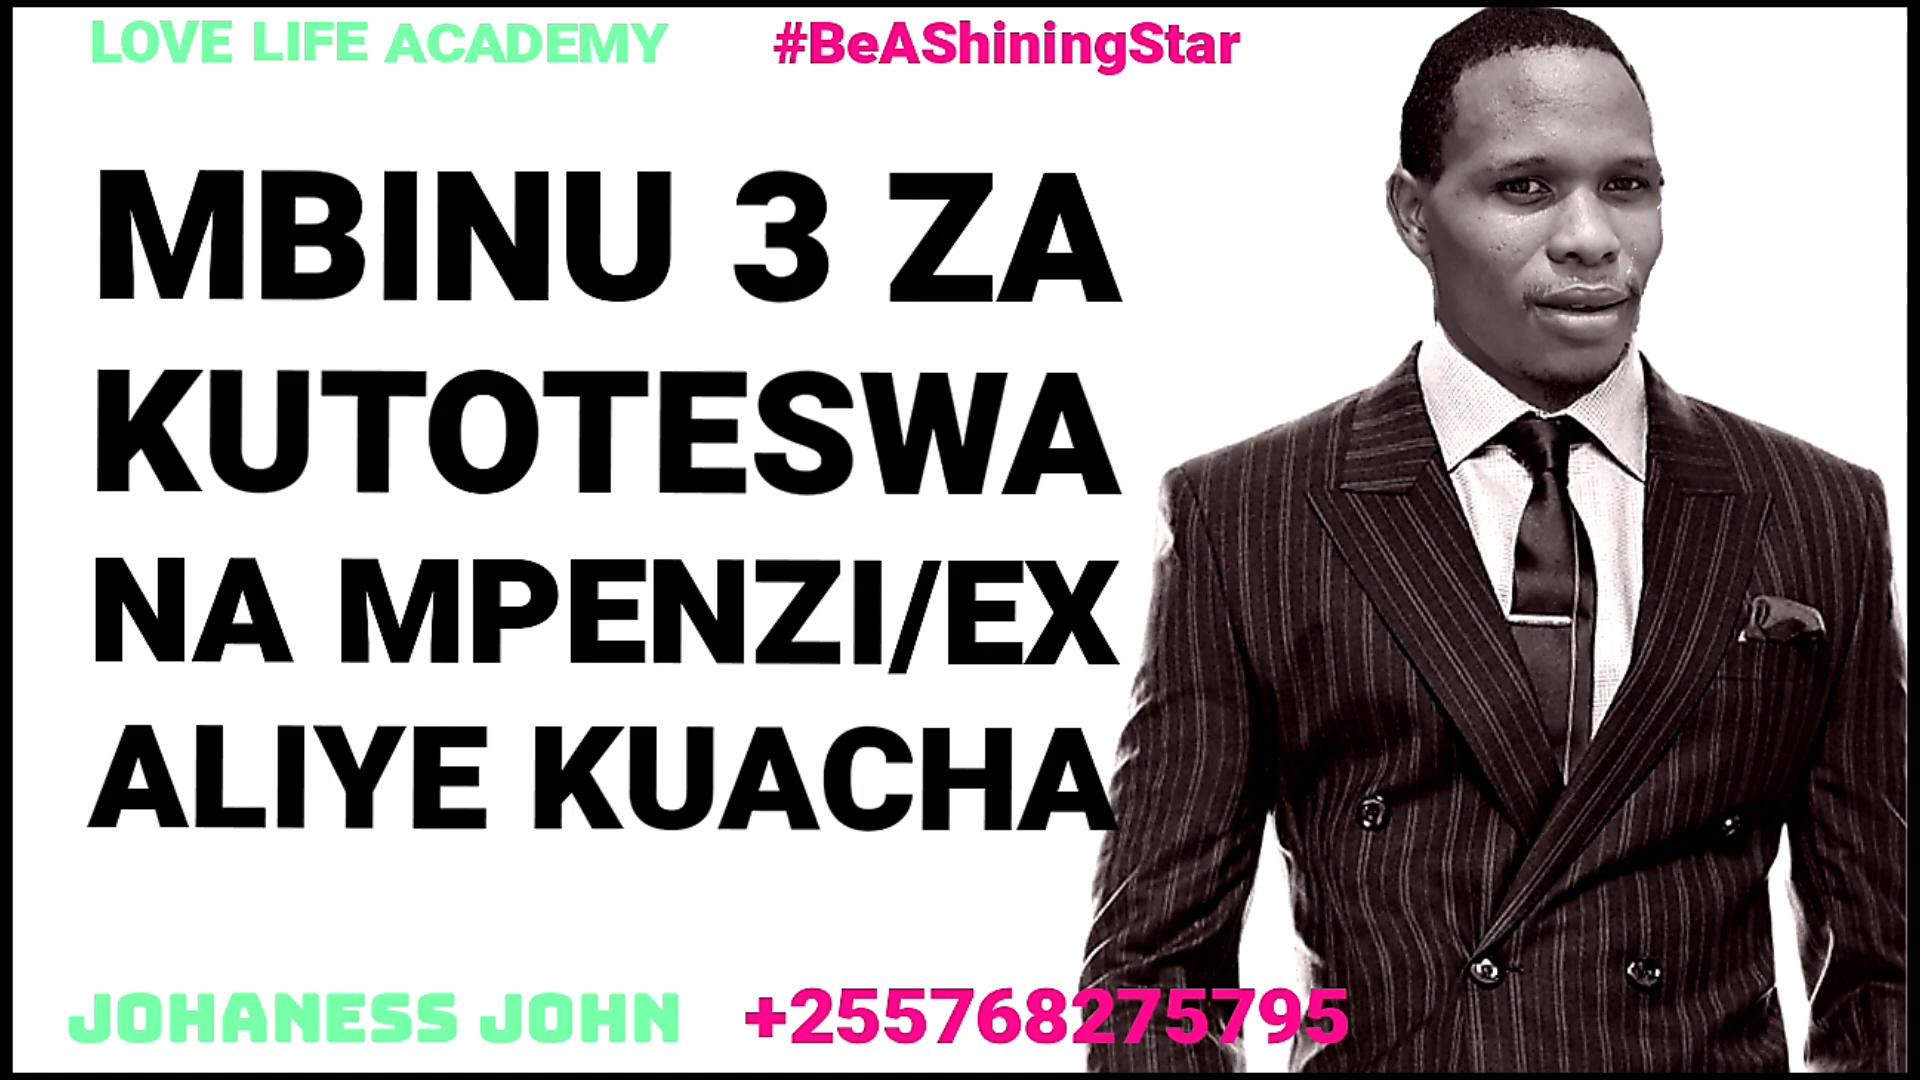 LOVE LIFE ACADEMY #BeAShiningStar
MBINU 3 ZA
KUTOTESWA
NA MPENZI/EX
ALIYE KUACHA
JOHANESS JOHN +255768275795